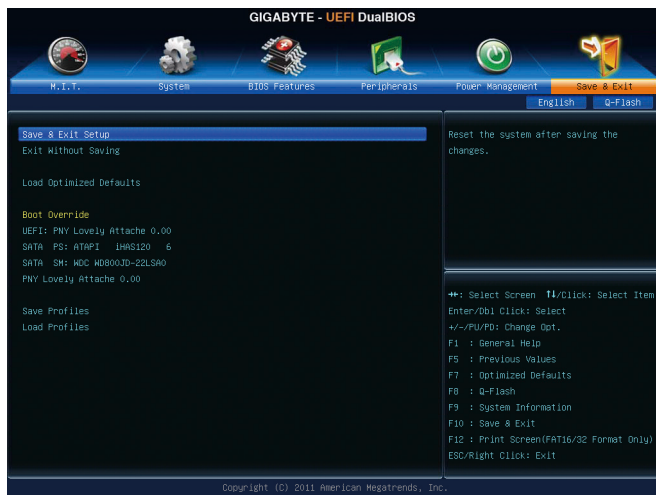 GIGABYTE - UEFI DualBIOS
M.I.T.
System
BIOS Features
Peripherals
Power Management
Save & Exit
English
Q-Flash
Save & Exit Setup
Exit Without Saving
Load Optimized Defaults
Boot Override
UEFI: PNY Lovely Attache 0.00
SATA PS: ATAPI iHAS120 6
SATA SM: WDC WD800JD-22LSA0
PNY Lovely Attache 0.00
Save Profiles
Load Profiles
Reset the system after saving the
changes.
→←: Select Screen ↑↓/Click: Select Item
Enter/Dbl Click: Select
+/-/PU/PD: Change Opt.
F1 : General Help
F5 : Previous Values
F7 : Optimized Defaults
F8 : Q-Flash
F9 : System Information
F10 : Save & Exit
F12 : Print Screen(FAT16/32 Format Only)
ESC/Right Click: Exit
Copyright (C) 2011 American Megatrends, Inc.